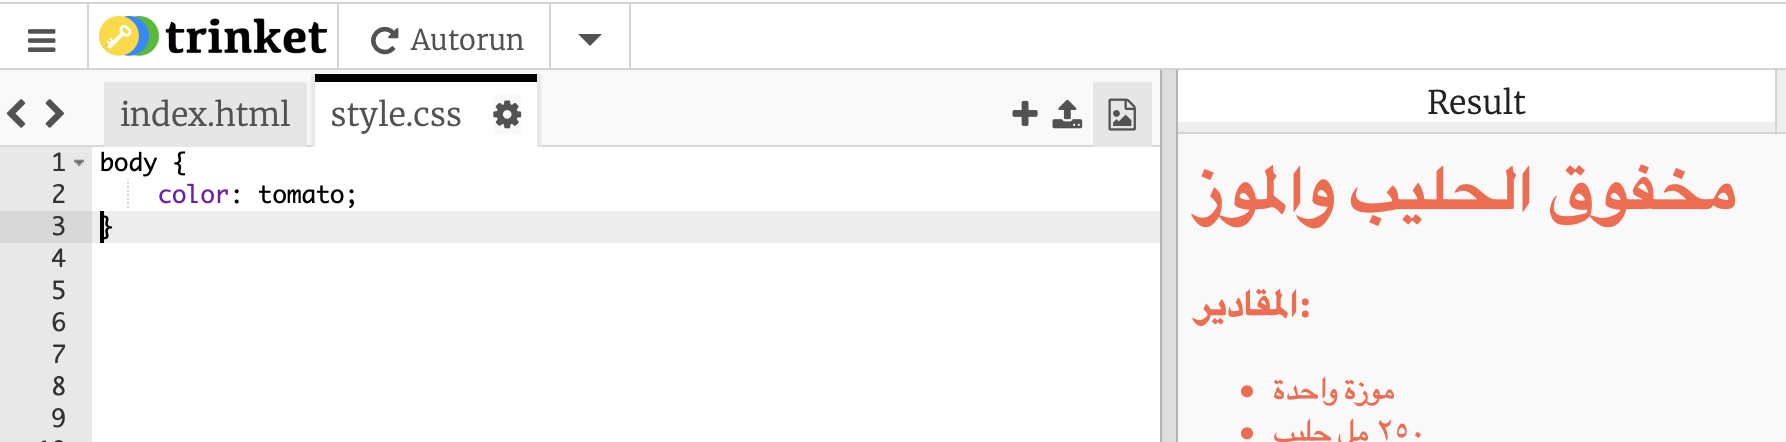 trinket
Autorun
index.html
style.css
1 body {
2 color: tomato;
3 }
4
5
6
7
8
9
Result
مخفوق الحليب والموز
المقادير:
موزة واحدة
٢٥٠ مل حليب